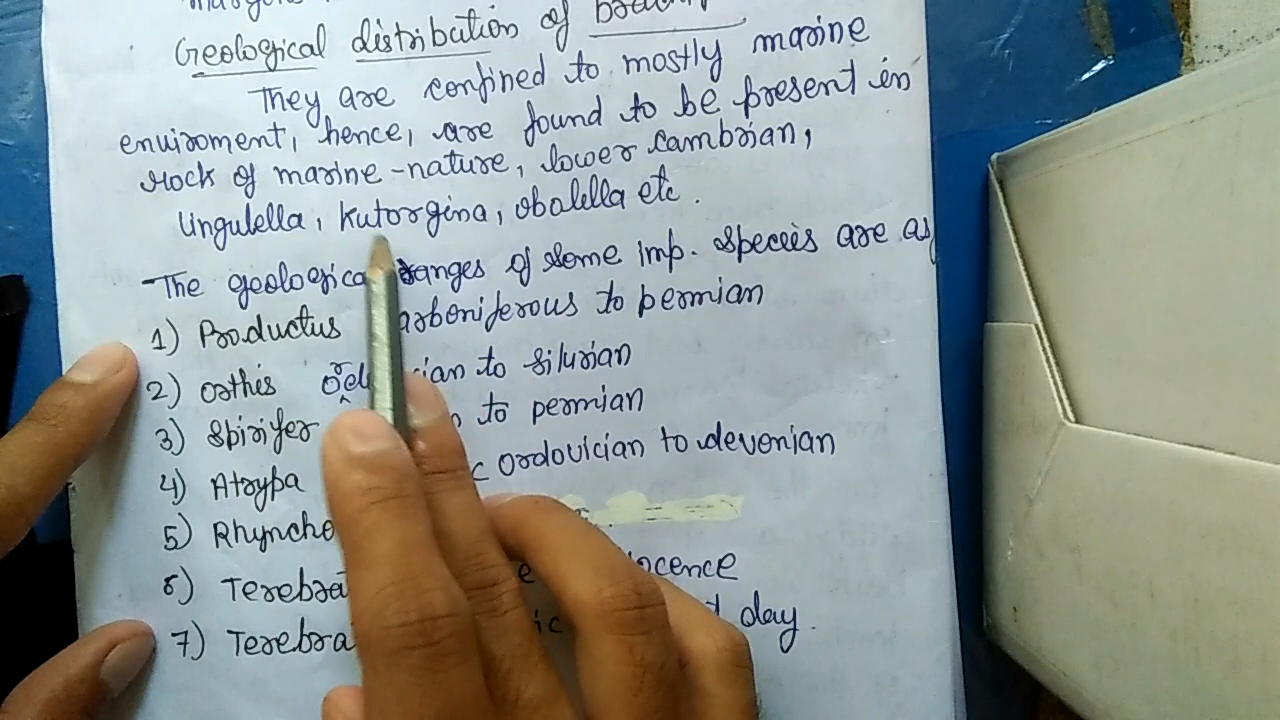 Geological distribution of
They are confined to mostly marine
enviroment, hence, are found to be present in
rock of marine-nature, lower cambrian,
Lingulella, Kutorgina, obolella etc.
-The geological ranges of some imp. species are as
1) Productus arboniferous to permian
2) Orthis cian to silurian
3) Spirifer to permian
4) Atrypa ordovician to devonian
5) Rhyncho
6) Terebra ocence
7) Terebra day.